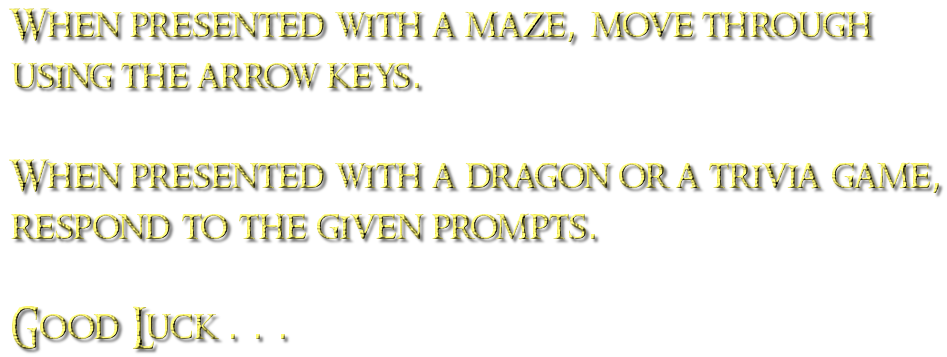 When presented with a maze, move through
using the arrow keys.
When presented with a dragon or a trivia game,
respond to the given prompts.
Good Luck . . .